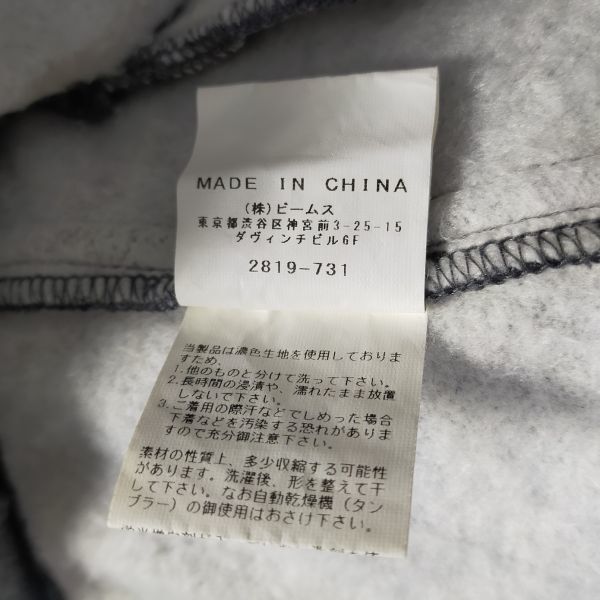 MADE IN CHINA
(株)ビームス
東京都渋谷区神宮前3-25-15
ダヴィンチビル6F
2819-731
当製品は濃色生地を使用しておりま
すため、
1.他のものと分けて洗って下さい。
2.長時間の浸漬や、濡れたまま放置
しないで下さい。
3.ご着用の際汗などでしめった場合
下着などを汚染する恐れがありま
すので充分御注意下さい。
素材の性質上、多少収縮する可能性
があります。洗濯後、形を整えて干
して下さい。なお自動乾燥機(タン
ブラー)の御使用はおさけ下さい。